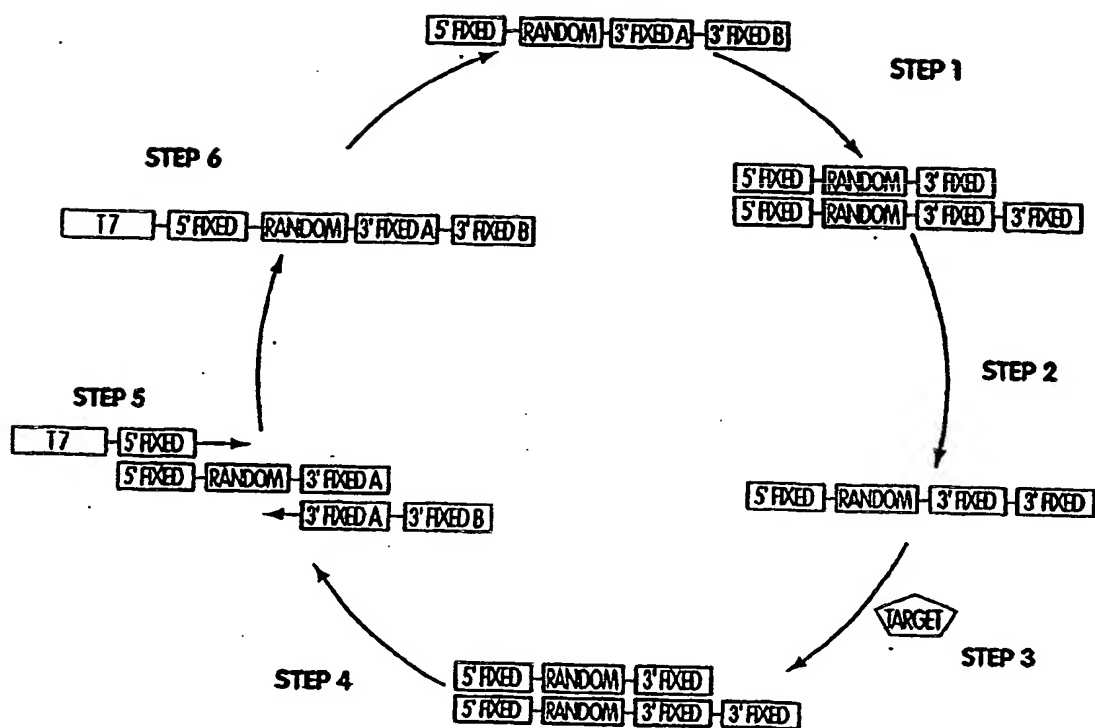 5' FIXED RANDOM 3' FIXED A 3' FIXED B
STEP 1
5' FIXED RANDOM 3' FIXED
5' FIXED RANDOM 3' FIXED 3' FIXED
STEP 2
5' FIXED RANDOM 3' FIXED 3' FIXED
TARGET
STEP 3
5' FIXED RANDOM 3' FIXED
5' FIXED RANDOM 3' FIXED 3' FIXED
STEP 4
STEP 5
T7 5' FIXED
5' FIXED RANDOM 3' FIXED A
3' FIXED A 3' FIXED B
STEP 6
T7 5' FIXED RANDOM 3' FIXED A 3' FIXED B